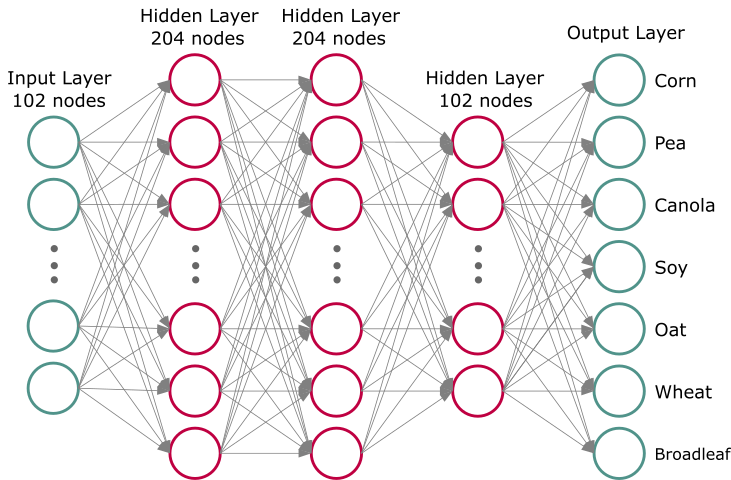 Input Layer
102 nodes
Hidden Layer
204 nodes
Hidden Layer
204 nodes
Hidden Layer
102 nodes
Output Layer
Corn
Pea
Canola
Soy
Oat
Wheat
Broadleaf